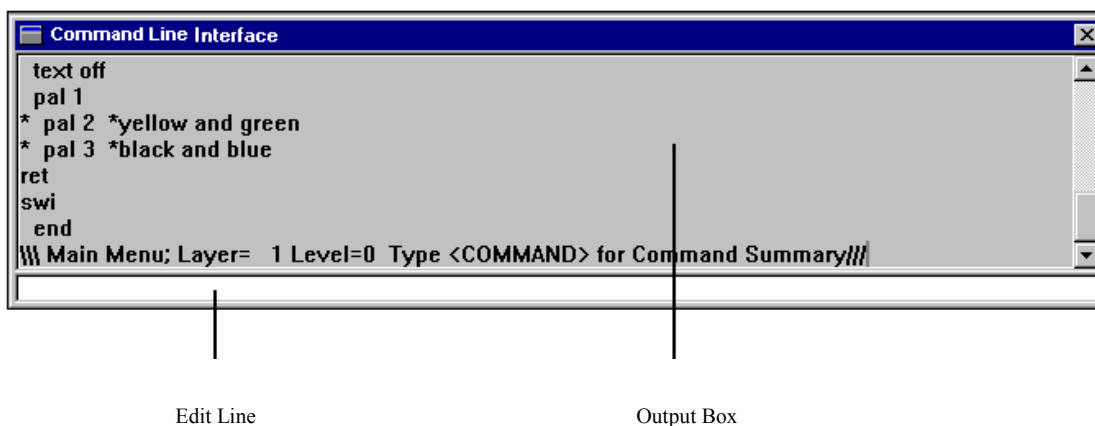 Command Line Interface
text off
pal 1
* pal 2 *yellow and green
* pal 3 *black and blue
ret
swi
end
\\\ Main Menu; Layer= 1 Level=0 Type <COMMAND> for Command Summary///
Edit Line Output Box